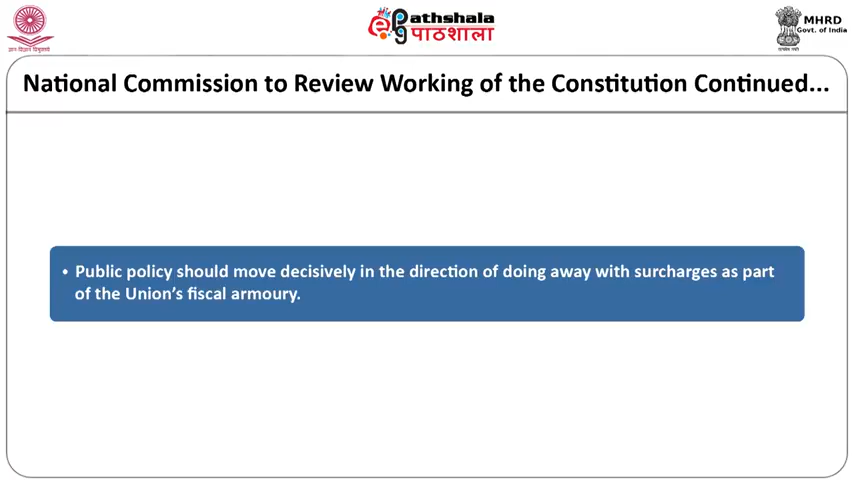 ePathshala
पाठशाला
MHRD
Govt. of India
National Commission to Review Working of the Constitution Continued...
• Public policy should move decisively in the direction of doing away with surcharges as part
of the Union’s fiscal armoury.